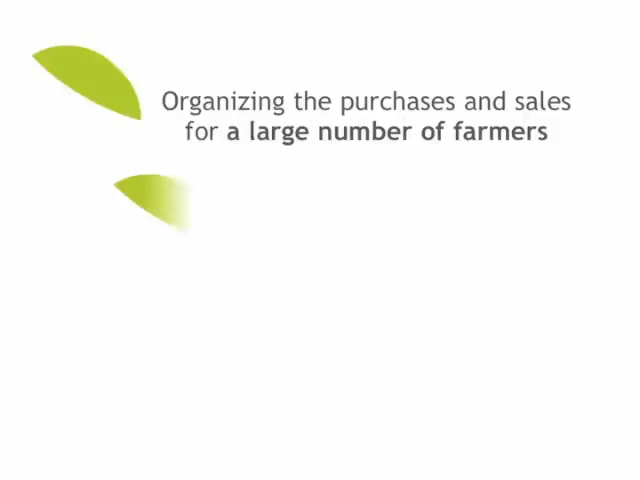 Organizing the purchases and sales
for a large number of farmers